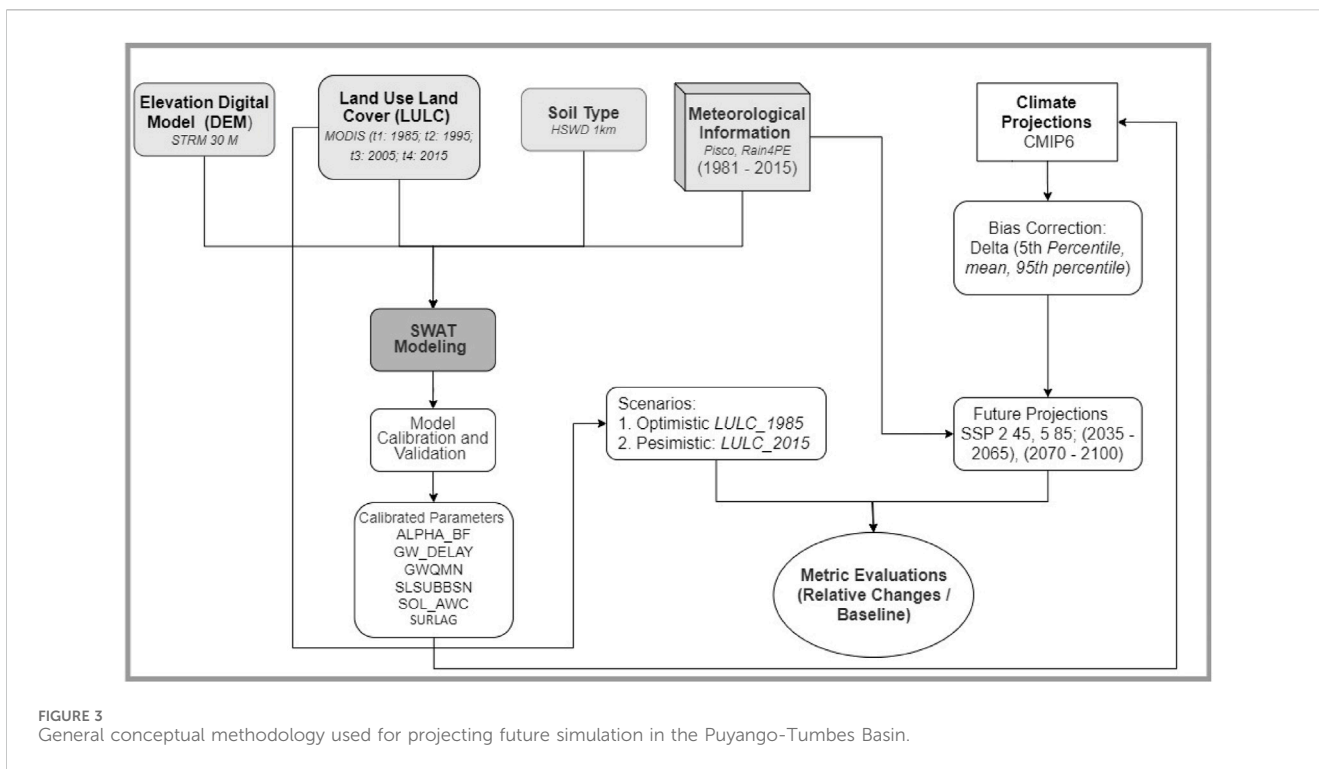 Elevation Digital
Model (DEM)
STRM 30 M
Land Use Land
Cover (LULC)
MODIS (t1: 1985; t2: 1995;
t3: 2005; t4: 2015
Soil Type
HSWD 1km
Meteorological
Information
Pisco, Rain4PE
(1981 - 2015)
Climate
Projections
CMIP6
Bias Correction:
Delta (5th Percentile,
mean, 95th percentile)
SWAT
Modeling
Model
Calibration and
Validation
Scenarios:
1. Optimistic LULC_1985
2. Pesimistic: LULC_2015
Future Projections
SSP 2 45, 5 85; (2035 -
2065), (2070 - 2100)
Calibrated Parameters
ALPHA_BF
GW_DELAY
GWQMN
SLSUBBSN
SOL_AWC
SURLAG
Metric Evaluations
(Relative Changes /
Baseline)
FIGURE 3
General conceptual methodology used for projecting future simulation in the Puyango-Tumbes Basin.